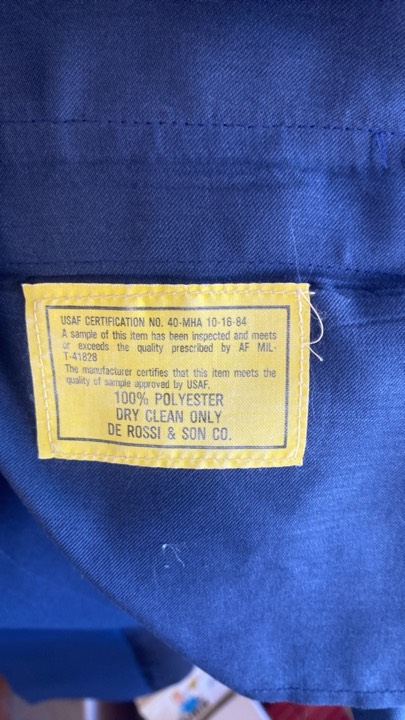 USAF CERTIFICATION NO. 40-MHA 10-16-84
A sample of this item has been inspected and meets
or exceeds the quality prescribed by AF MIL-
T-41828
The manufacturer certifies that this item meets the
quality of sample approved by USAF.
100% POLYESTER
DRY CLEAN ONLY
DE ROSSI & SON CO.